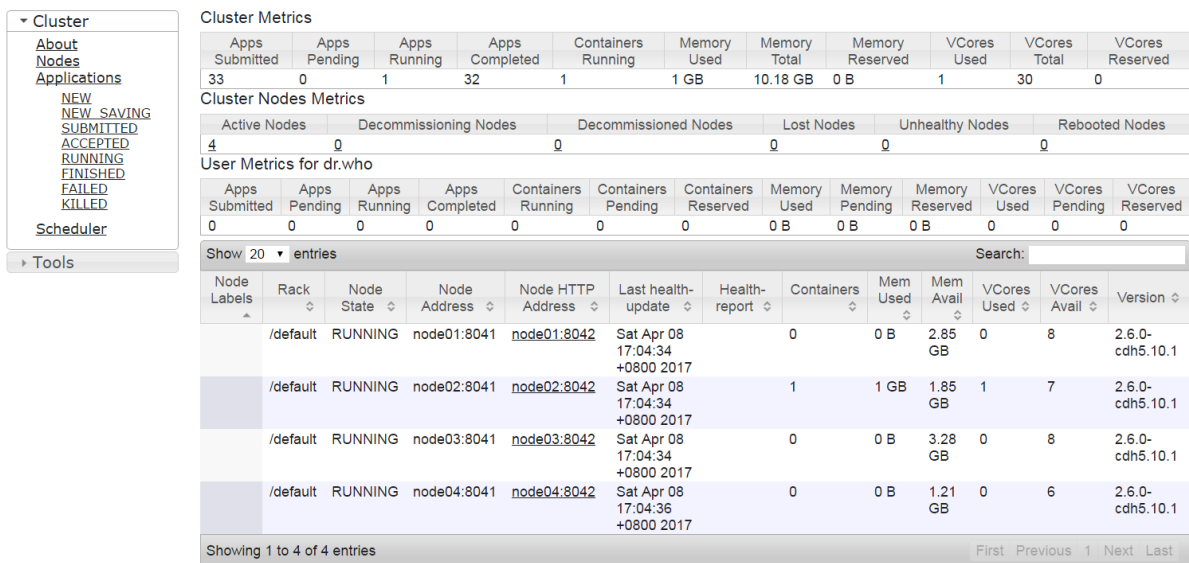 Cluster
About
Nodes
Applications
NEW
NEW_SAVING
SUBMITTED
ACCEPTED
RUNNING
FINISHED
FAILED
KILLED
Scheduler
Tools
Cluster Metrics
Apps Submitted Apps Pending Apps Running Apps Completed Containers Running Memory Used Memory Total Memory Reserved VCores Used VCores Total VCores Reserved
33 0 1 32 1 1 GB 10.18 GB 0 B 1 30 0
Cluster Nodes Metrics
Active Nodes Decommissioning Nodes Decommissioned Nodes Lost Nodes Unhealthy Nodes Rebooted Nodes
4 0 0 0 0 0
User Metrics for dr.who
Apps Submitted Apps Pending Apps Running Apps Completed Containers Running Containers Pending Containers Reserved Memory Used Memory Pending Memory Reserved VCores Used VCores Pending VCores Reserved
0 0 0 0 0 0 0 0 B 0 B 0 B 0 0 0
Show 20 entries Search:
Node Labels Rack Node State Node Address Node HTTP Address Last health-update Health-report Containers Mem Used Mem Avail VCores Used VCores Avail Version
/default RUNNING node01:8041 node01:8042 Sat Apr 08 17:04:34 +0800 2017 0 0 B 2.85 GB 0 8 2.6.0-cdh5.10.1
/default RUNNING node02:8041 node02:8042 Sat Apr 08 17:04:34 +0800 2017 1 1 GB 1.85 GB 1 7 2.6.0-cdh5.10.1
/default RUNNING node03:8041 node03:8042 Sat Apr 08 17:04:34 +0800 2017 0 0 B 3.28 GB 0 8 2.6.0-cdh5.10.1
/default RUNNING node04:8041 node04:8042 Sat Apr 08 17:04:36 +0800 2017 0 0 B 1.21 GB 0 6 2.6.0-cdh5.10.1
Showing 1 to 4 of 4 entries First Previous 1 Next Last